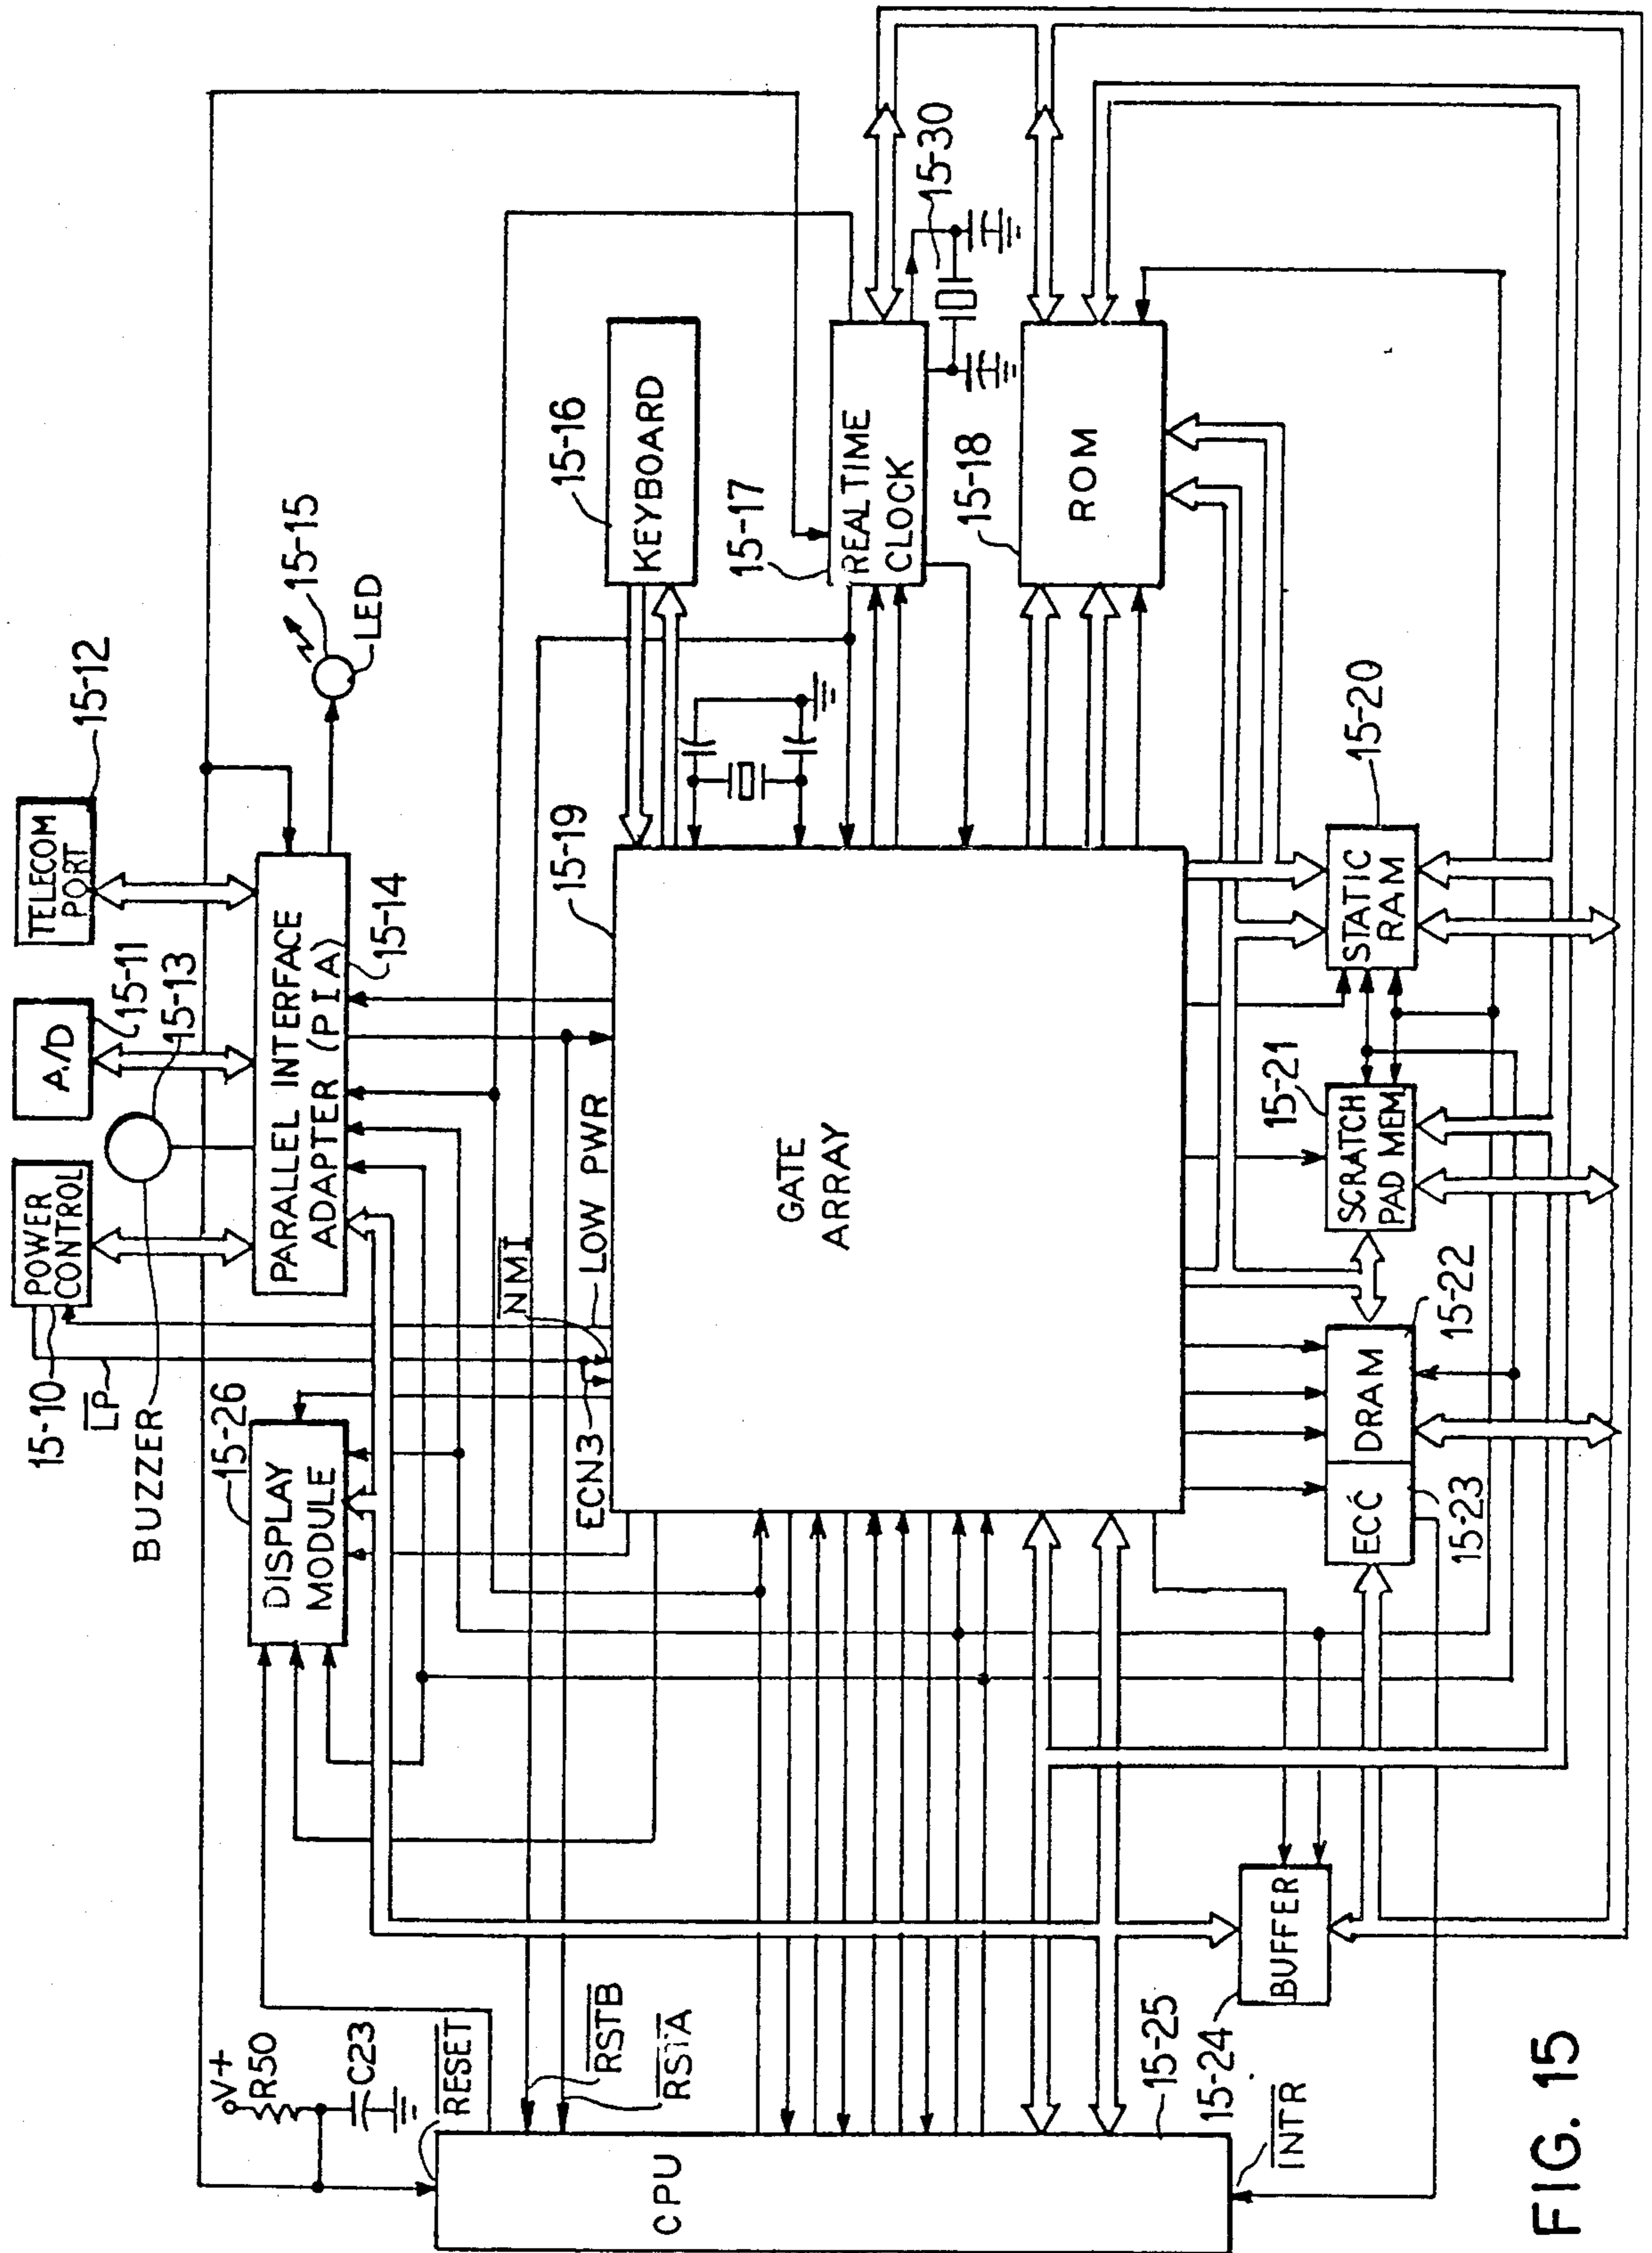 TELECOM
PORT
15-12
A/D
15-11
15-13
POWER
CONTROL
15-10
LP
BUZZER
15-15
LED
PARALLEL INTERFACE
ADAPTER (PIA)
15-14
15-26
DISPLAY
MODULE
15-16
KEYBOARD
15-17
REALTIME
CLOCK
15-30
15-18
ROM
15-19
GATE
ARRAY
LOW PWR
NMI
ECN3
15-20
STATIC
RAM
15-21
SCRATCH
PAD MEM
15-22
DRAM
ECC
15-23
BUFFER
15-24
V+
R50
C23
RESET
RSTB
RSTA
CPU
15-25
INTR
FIG. 15